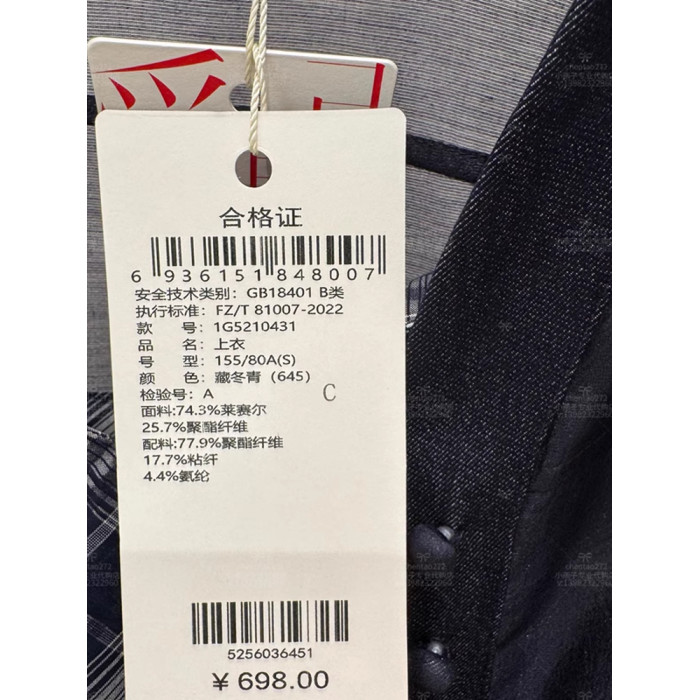 合格证
6 936151 848007
安全技术类别：GB18401 B类
执行标准：FZ/T 81007-2022
款 号：1G5210431
品 名：上衣
号 型：155/80A(S)
颜 色：藏冬青（645）
检验号：A
C
面料:74.3%莱赛尔
25.7%聚酯纤维
配料:77.9%聚酯纤维
17.7%粘纤
4.4%氨纶
5256036451
¥ 698.00